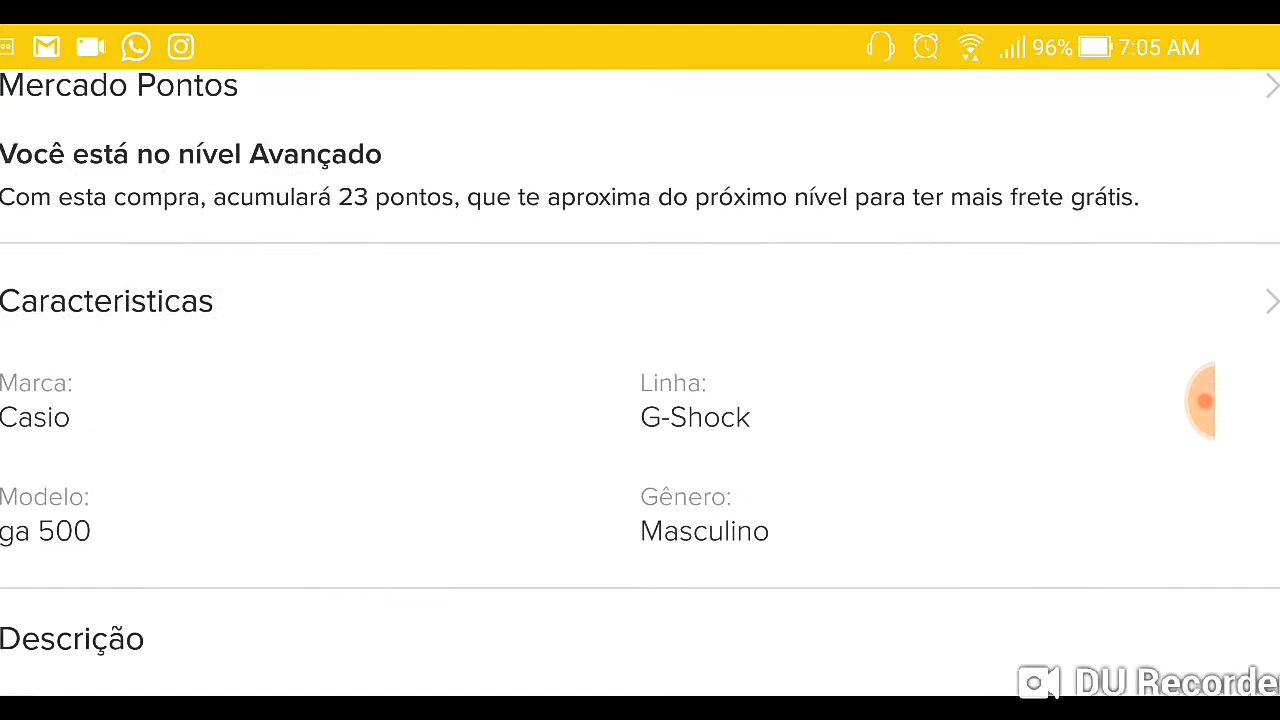 96% 7:05 AM
Mercado Pontos
Você está no nível Avançado
Com esta compra, acumulará 23 pontos, que te aproxima do próximo nível para ter mais frete grátis.
Caracteristicas
Marca: Linha:
Casio G-Shock
Modelo: Gênero:
ga 500 Masculino
Descrição
DU Recorde